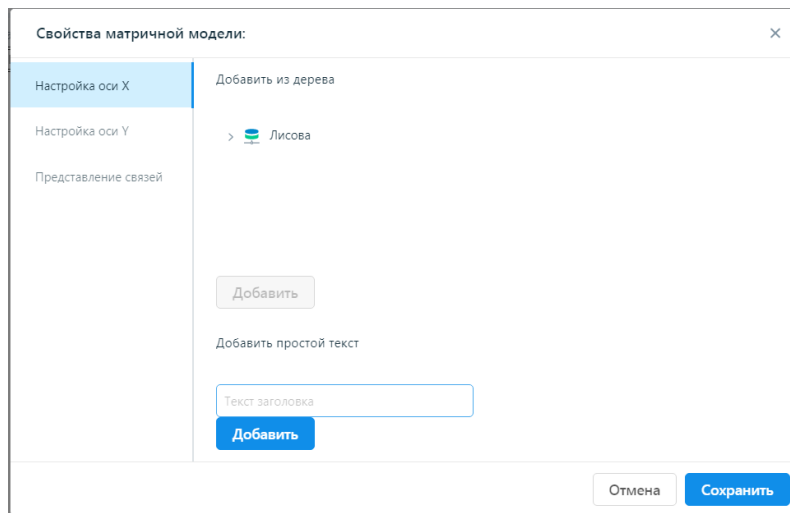 Свойства матричной модели:
Настройка оси X
Настройка оси Y
Представление связей
Добавить из дерева
Лисова
Добавить
Добавить простой текст
Текст заголовка
Добавить
Отмена
Сохранить